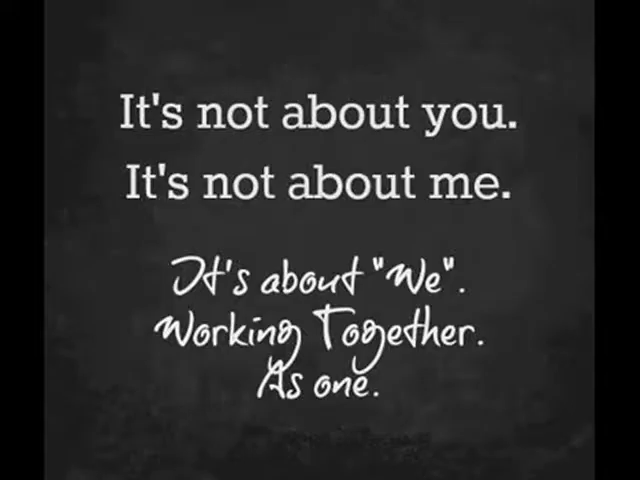 It's not about you.
It's not about me.
It's about "We".
Working Together.
As one.